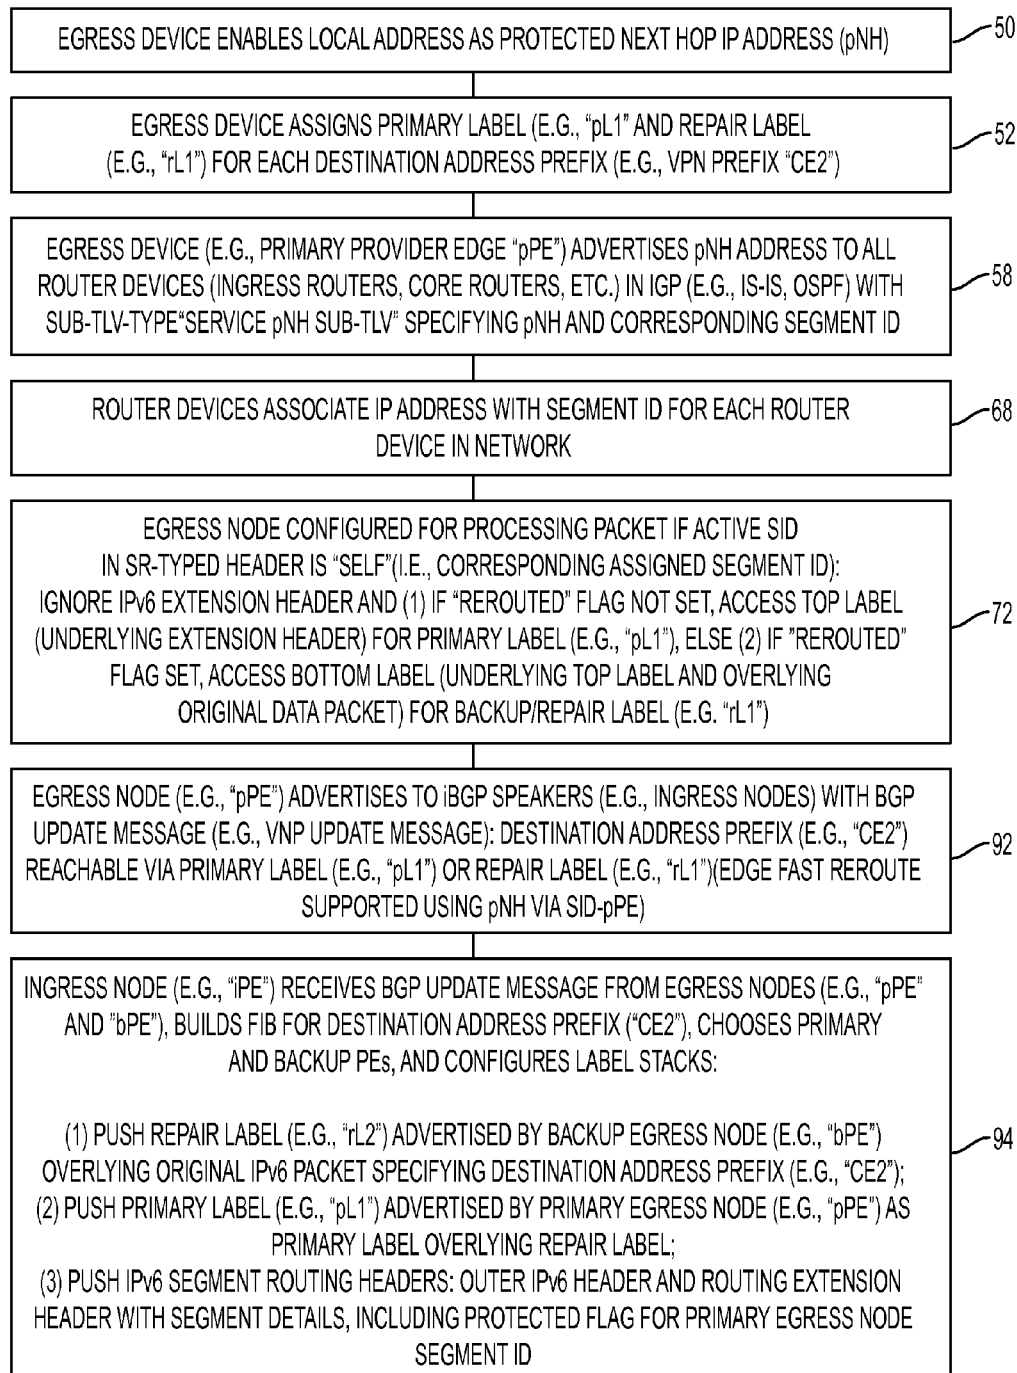 EGRESS DEVICE ENABLES LOCAL ADDRESS AS PROTECTED NEXT HOP IP ADDRESS (pNH)
50
EGRESS DEVICE ASSIGNS PRIMARY LABEL (E.G., “pL1” AND REPAIR LABEL
(E.G., “rL1”) FOR EACH DESTINATION ADDRESS PREFIX (E.G., VPN PREFIX “CE2”)
52
EGRESS DEVICE (E.G., PRIMARY PROVIDER EDGE “pPE”) ADVERTISES pNH ADDRESS TO ALL
ROUTER DEVICES (INGRESS ROUTERS, CORE ROUTERS, ETC.) IN IGP (E.G., IS-IS, OSPF) WITH
SUB-TLV-TYPE“SERVICE pNH SUB-TLV” SPECIFYING pNH AND CORRESPONDING SEGMENT ID
58
ROUTER DEVICES ASSOCIATE IP ADDRESS WITH SEGMENT ID FOR EACH ROUTER
DEVICE IN NETWORK
68
EGRESS NODE CONFIGURED FOR PROCESSING PACKET IF ACTIVE SID
IN SR-TYPED HEADER IS “SELF”(I.E., CORRESPONDING ASSIGNED SEGMENT ID):
IGNORE IPv6 EXTENSION HEADER AND (1) IF “REROUTED” FLAG NOT SET, ACCESS TOP LABEL
(UNDERLYING EXTENSION HEADER) FOR PRIMARY LABEL (E.G., “pL1”), ELSE (2) IF ”REROUTED”
FLAG SET, ACCESS BOTTOM LABEL (UNDERLYING TOP LABEL AND OVERLYING
ORIGINAL DATA PACKET) FOR BACKUP/REPAIR LABEL (E.G. “rL1”)
72
EGRESS NODE (E.G., “pPE”) ADVERTISES TO iBGP SPEAKERS (E.G., INGRESS NODES) WITH BGP
UPDATE MESSAGE (E.G., VNP UPDATE MESSAGE): DESTINATION ADDRESS PREFIX (E.G., “CE2”)
REACHABLE VIA PRIMARY LABEL (E.G., “pL1”) OR REPAIR LABEL (E.G., “rL1”)(EDGE FAST REROUTE
SUPPORTED USING pNH VIA SID-pPE)
92
INGRESS NODE (E.G., “iPE”) RECEIVES BGP UPDATE MESSAGE FROM EGRESS NODES (E.G., “pPE”
AND ”bPE”), BUILDS FIB FOR DESTINATION ADDRESS PREFIX (“CE2”), CHOOSES PRIMARY
AND BACKUP PEs, AND CONFIGURES LABEL STACKS:
(1) PUSH REPAIR LABEL (E.G., “rL2”) ADVERTISED BY BACKUP EGRESS NODE (E.G., “bPE”)
OVERLYING ORIGINAL IPv6 PACKET SPECIFYING DESTINATION ADDRESS PREFIX (E.G., “CE2”);
(2) PUSH PRIMARY LABEL (E.G., “pL1”) ADVERTISED BY PRIMARY EGRESS NODE (E.G., “pPE”) AS
PRIMARY LABEL OVERLYING REPAIR LABEL;
(3) PUSH IPv6 SEGMENT ROUTING HEADERS: OUTER IPv6 HEADER AND ROUTING EXTENSION
HEADER WITH SEGMENT DETAILS, INCLUDING PROTECTED FLAG FOR PRIMARY EGRESS NODE
SEGMENT ID
94